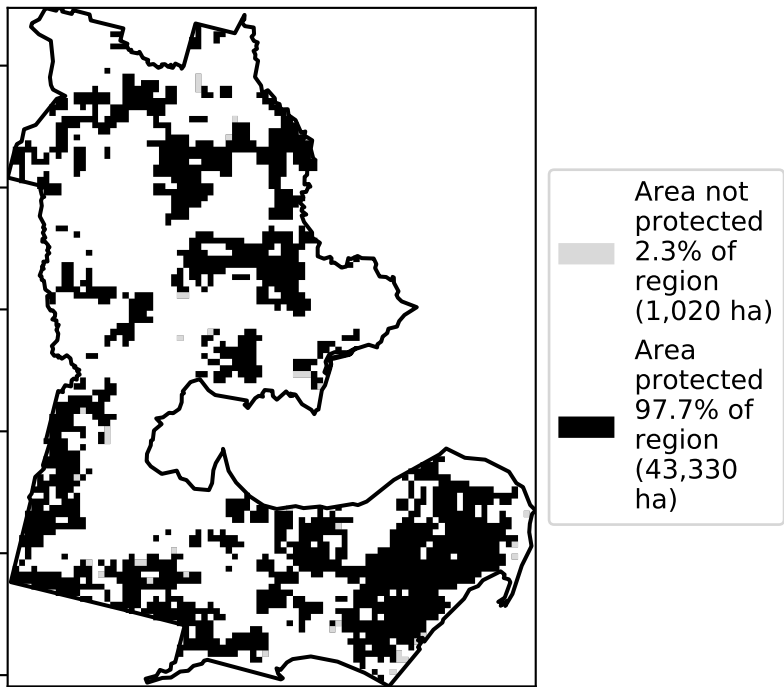 Area not
protected
2.3% of
region
(1,020 ha)
Area
protected
97.7% of
region
(43,330
ha)